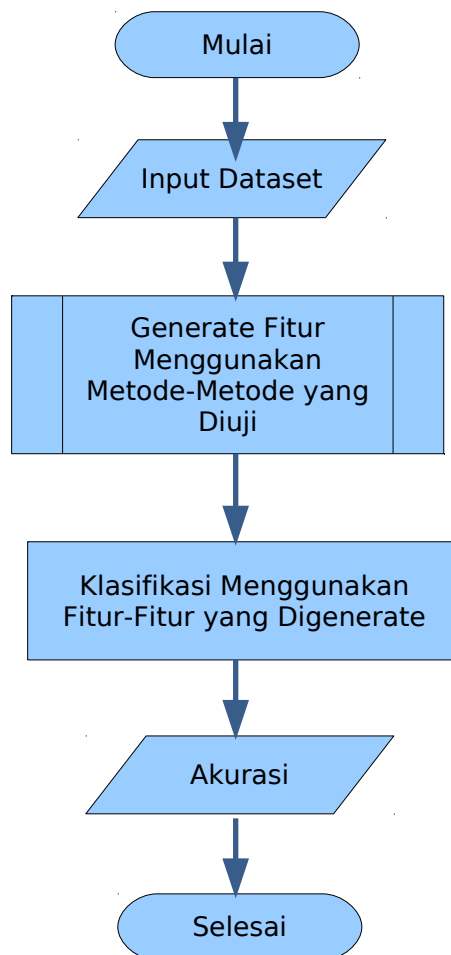 Mulai
Input Dataset
Generate Fitur
Menggunakan
Metode-Metode yang
Diuji
Klasifikasi Menggunakan
Fitur-Fitur yang Digenerate
Akurasi
Selesai